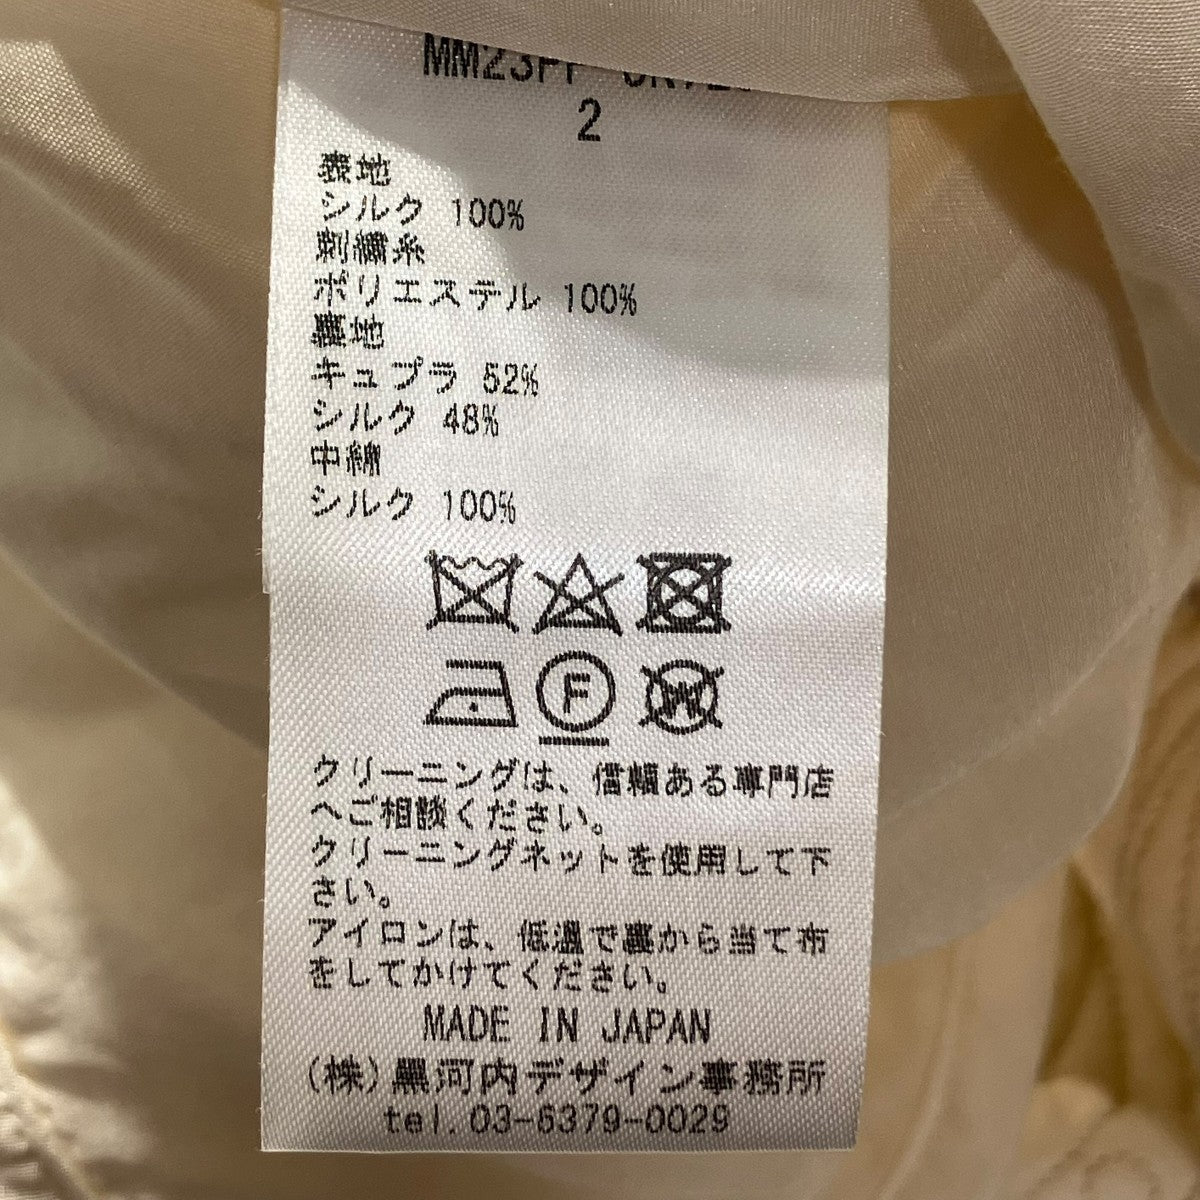 2
表地
シルク 100%
刺繍糸
ポリエステル 100%
裏地
キュプラ 52%
シルク 48%
中綿
シルク 100%
F
W
クリーニングは、信頼ある専門店
へご相談ください。
クリーニングネットを使用して下
さい。
アイロンは、低温で裏から当て布
をしてかけてください。
MADE IN JAPAN
(株)黒河内デザイン事務所
tel.03-6379-0029